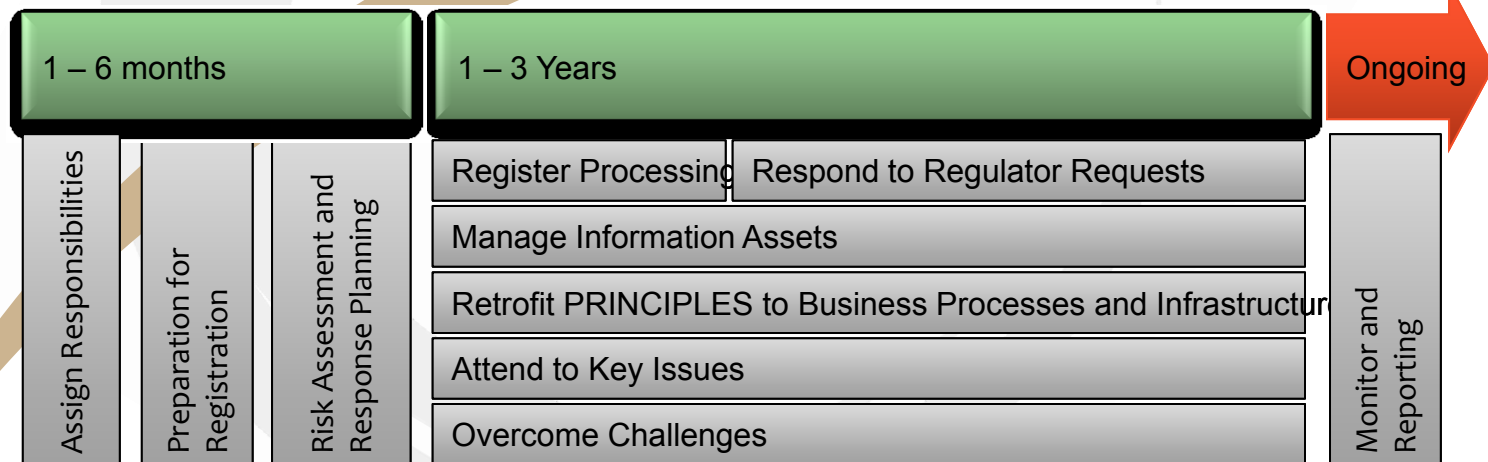 1 – 6 months
1 – 3 Years
Ongoing
Assign Responsibilities
Preparation for
Registration
Risk Assessment and
Response Planning
Register Processing
Respond to Regulator Requests
Manage Information Assets
Retrofit PRINCIPLES to Business Processes and Infrastructure
Attend to Key Issues
Overcome Challenges
Monitor and
Reporting